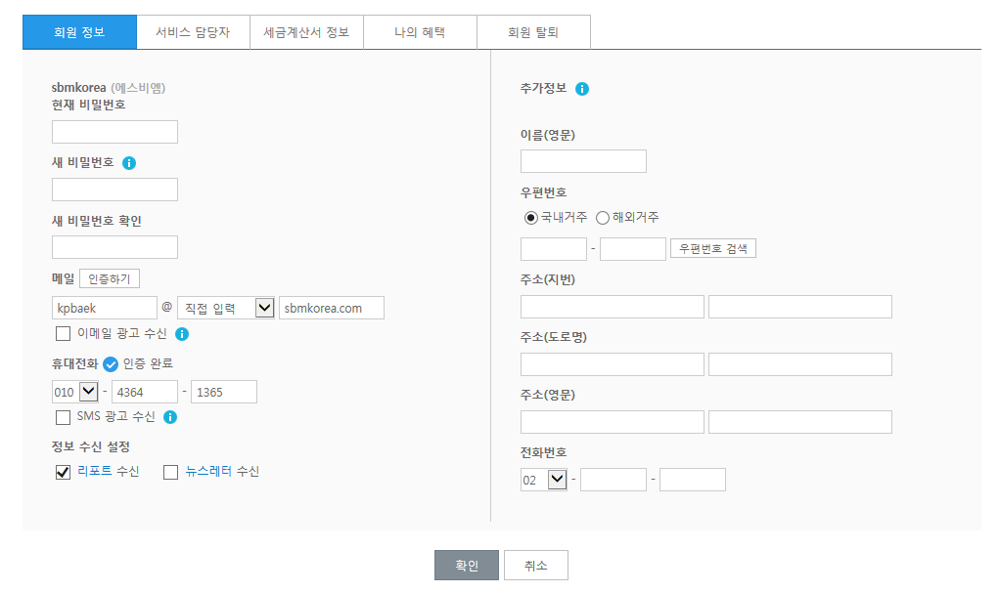 회원 정보 서비스 담당자 세금계산서 정보 나의 혜택 회원 탈퇴
sbmkorea (에스비엠)
현재 비밀번호
새 비밀번호
새 비밀번호 확인
메일 인증하기
kpbaek @ 직접 입력 sbmkorea.com
이메일 광고 수신
휴대전화 인증 완료
010 - 4364 - 1365
SMS 광고 수신
정보 수신 설정
리포트 수신 뉴스레터 수신
추가정보
이름(영문)
우편번호
국내거주 해외거주
- 우편번호 검색
주소(지번)
주소(도로명)
주소(영문)
전화번호
02 - -
확인 취소